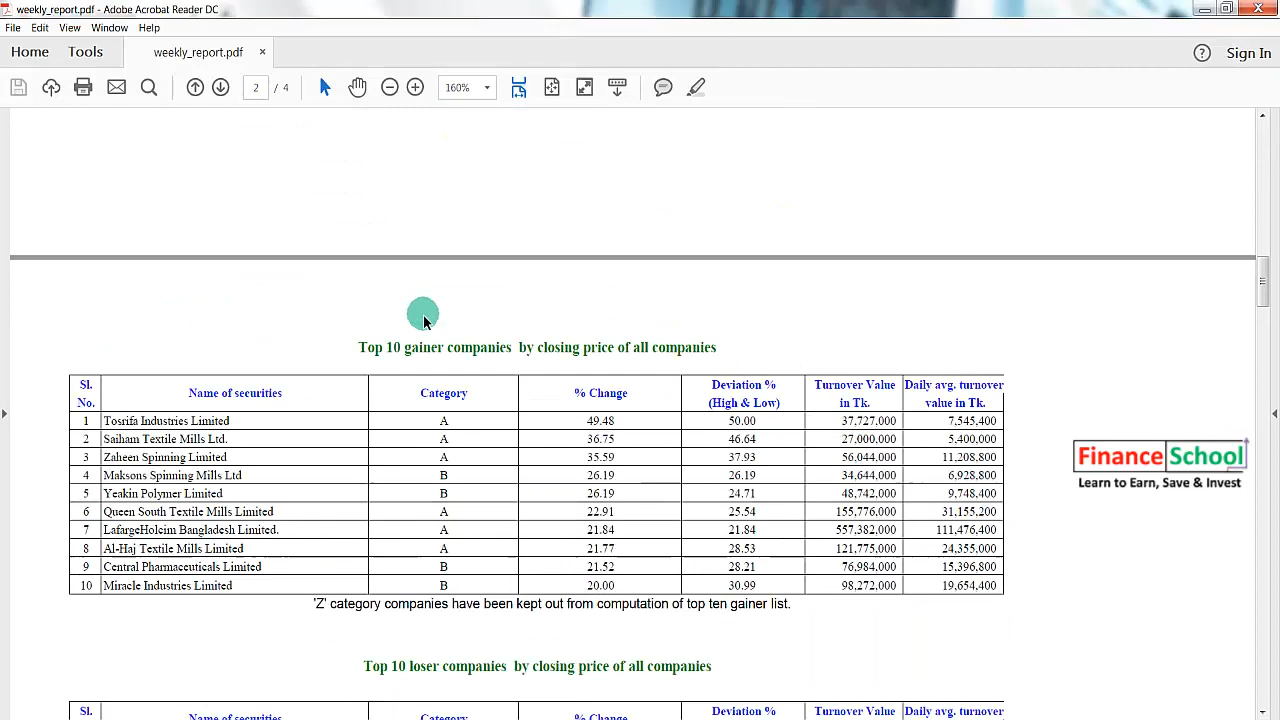 weekly_report.pdf - Adobe Acrobat Reader DC
File Edit View Window Help
Home Tools weekly_report.pdf × ? Sign In
2 / 4 160%
Top 10 gainer companies by closing price of all companies
Sl. No. Name of securities Category % Change Deviation % (High & Low) Turnover Value in Tk. Daily avg. turnover value in Tk.
1 Tosrifa Industries Limited A 49.48 50.00 37,727,000 7,545,400
2 Saiham Textile Mills Ltd. A 36.75 46.64 27,000,000 5,400,000
3 Zaheen Spinning Limited A 35.59 37.93 56,044,000 11,208,800
4 Maksons Spinning Mills Ltd B 26.19 26.19 34,644,000 6,928,800
5 Yeakin Polymer Limited B 26.19 24.71 48,742,000 9,748,400
6 Queen South Textile Mills Limited A 22.91 25.54 155,776,000 31,155,200
7 LafargeHoleim Bangladesh Limited. A 21.84 21.84 557,382,000 111,476,400
8 Al-Haj Textile Mills Limited A 21.77 28.53 121,775,000 24,355,000
9 Central Pharmaceuticals Limited B 21.52 28.21 76,984,000 15,396,800
10 Miracle Industries Limited B 20.00 30.99 98,272,000 19,654,400
'Z' category companies have been kept out from computation of top ten gainer list.
Finance School
Learn to Earn, Save & Invest
Top 10 loser companies by closing price of all companies
Sl. Name of securities Category % Change Deviation % Turnover Value Daily avg. turnover